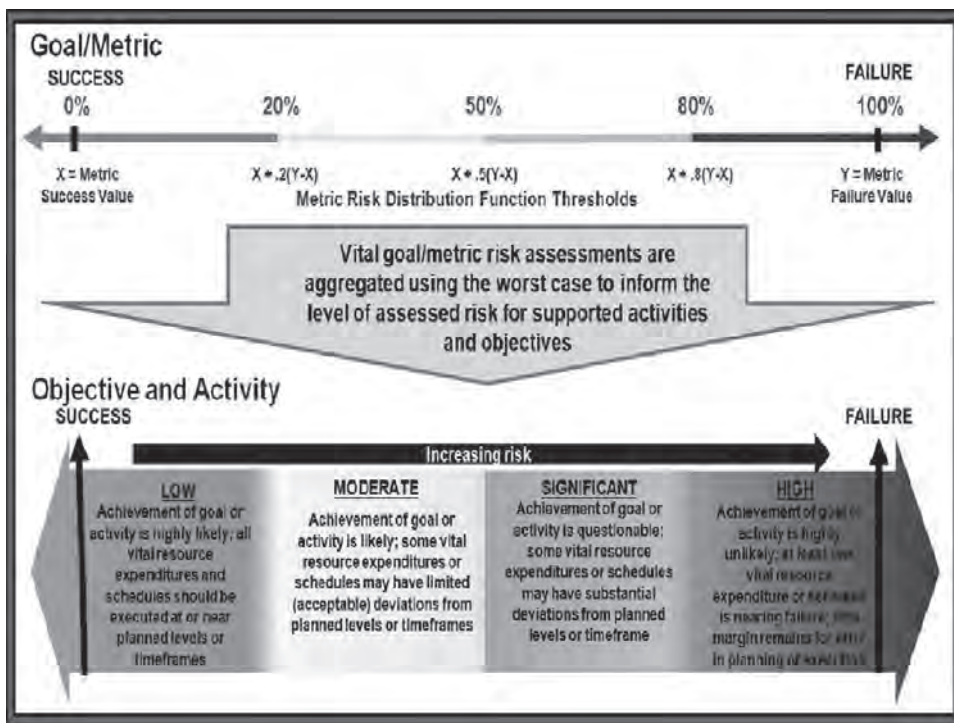 Goal/Metric
SUCCESS
FAILURE
0%
20%
50%
80%
100%
X = Metric
Success Value
X + .2(Y-X)
X + .5(Y-X)
X + .8(Y-X)
Y = Metric
Failure Value
Metric Risk Distribution Function Thresholds
Vital goal/metric risk assessments are
aggregated using the worst case to inform the
level of assessed risk for supported activities
and objectives
Objective and Activity
SUCCESS
FAILURE
Increasing risk
LOW
Achievement of goal or
activity is highly likely; all
vital resource
expenditures and
schedules should be
executed at or near
planned levels or
timeframes
MODERATE
Achievement of goal or
activity is likely; some vital
resource expenditures or
schedules may have limited
(acceptable) deviations from
planned levels or timeframes
SIGNIFICANT
Achievement of goal or
activity is questionable;
some vital resource
expenditures or schedules
may have substantial
deviations from planned
levels or timeframe
HIGH
Achievement of goal or
activity is highly
unlikely; at least one
vital resource
expenditure or
is nearing failure;
margin remains for
in planning or execution